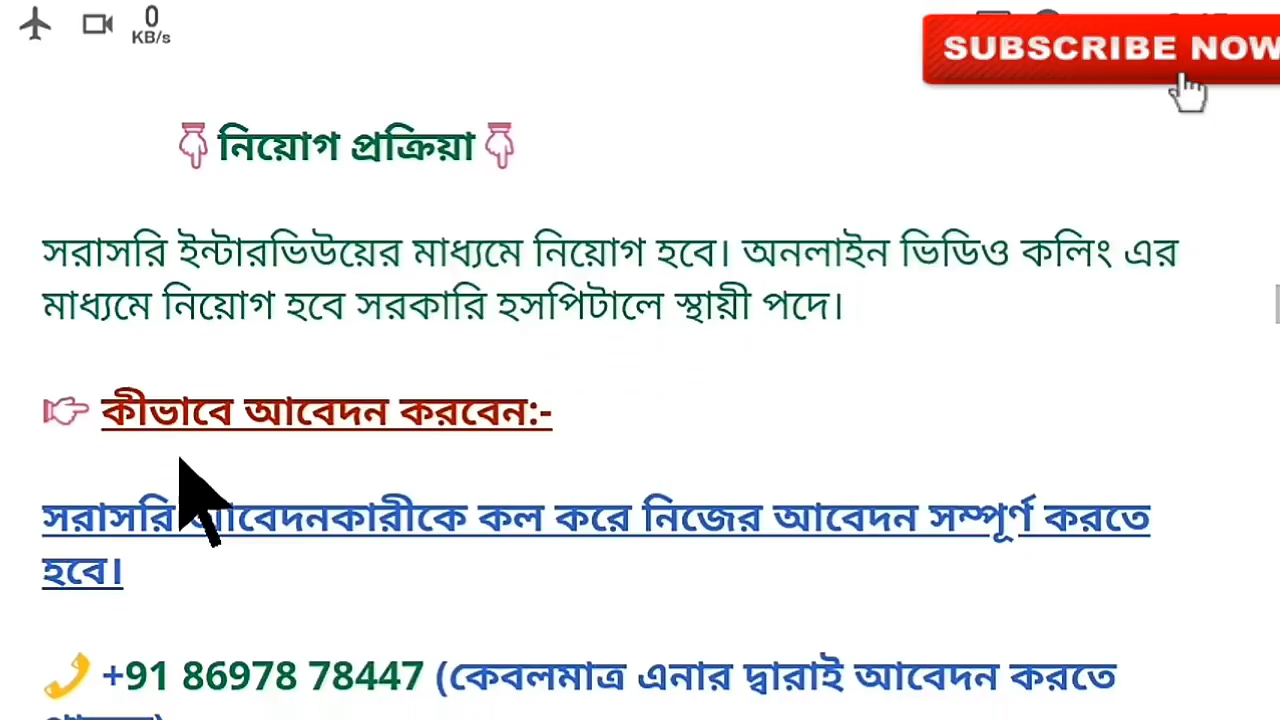 0
KB/s
SUBSCRIBE NOW
নিয়োগ প্রক্রিয়া
সরাসরি ইন্টারভিউয়ের মাধ্যমে নিয়োগ হবে। অনলাইন ভিডিও কলিং এর
মাধ্যমে নিয়োগ হবে সরকারি হসপিটালে স্থায়ী পদে।
কীভাবে আবেদন করবেন:-
সরাসরি আবেদনকারীকে কল করে নিজের আবেদন সম্পূর্ণ করতে
হবে।
+91 86978 78447 (কেবলমাত্র এনার দ্বারাই আবেদন করতে